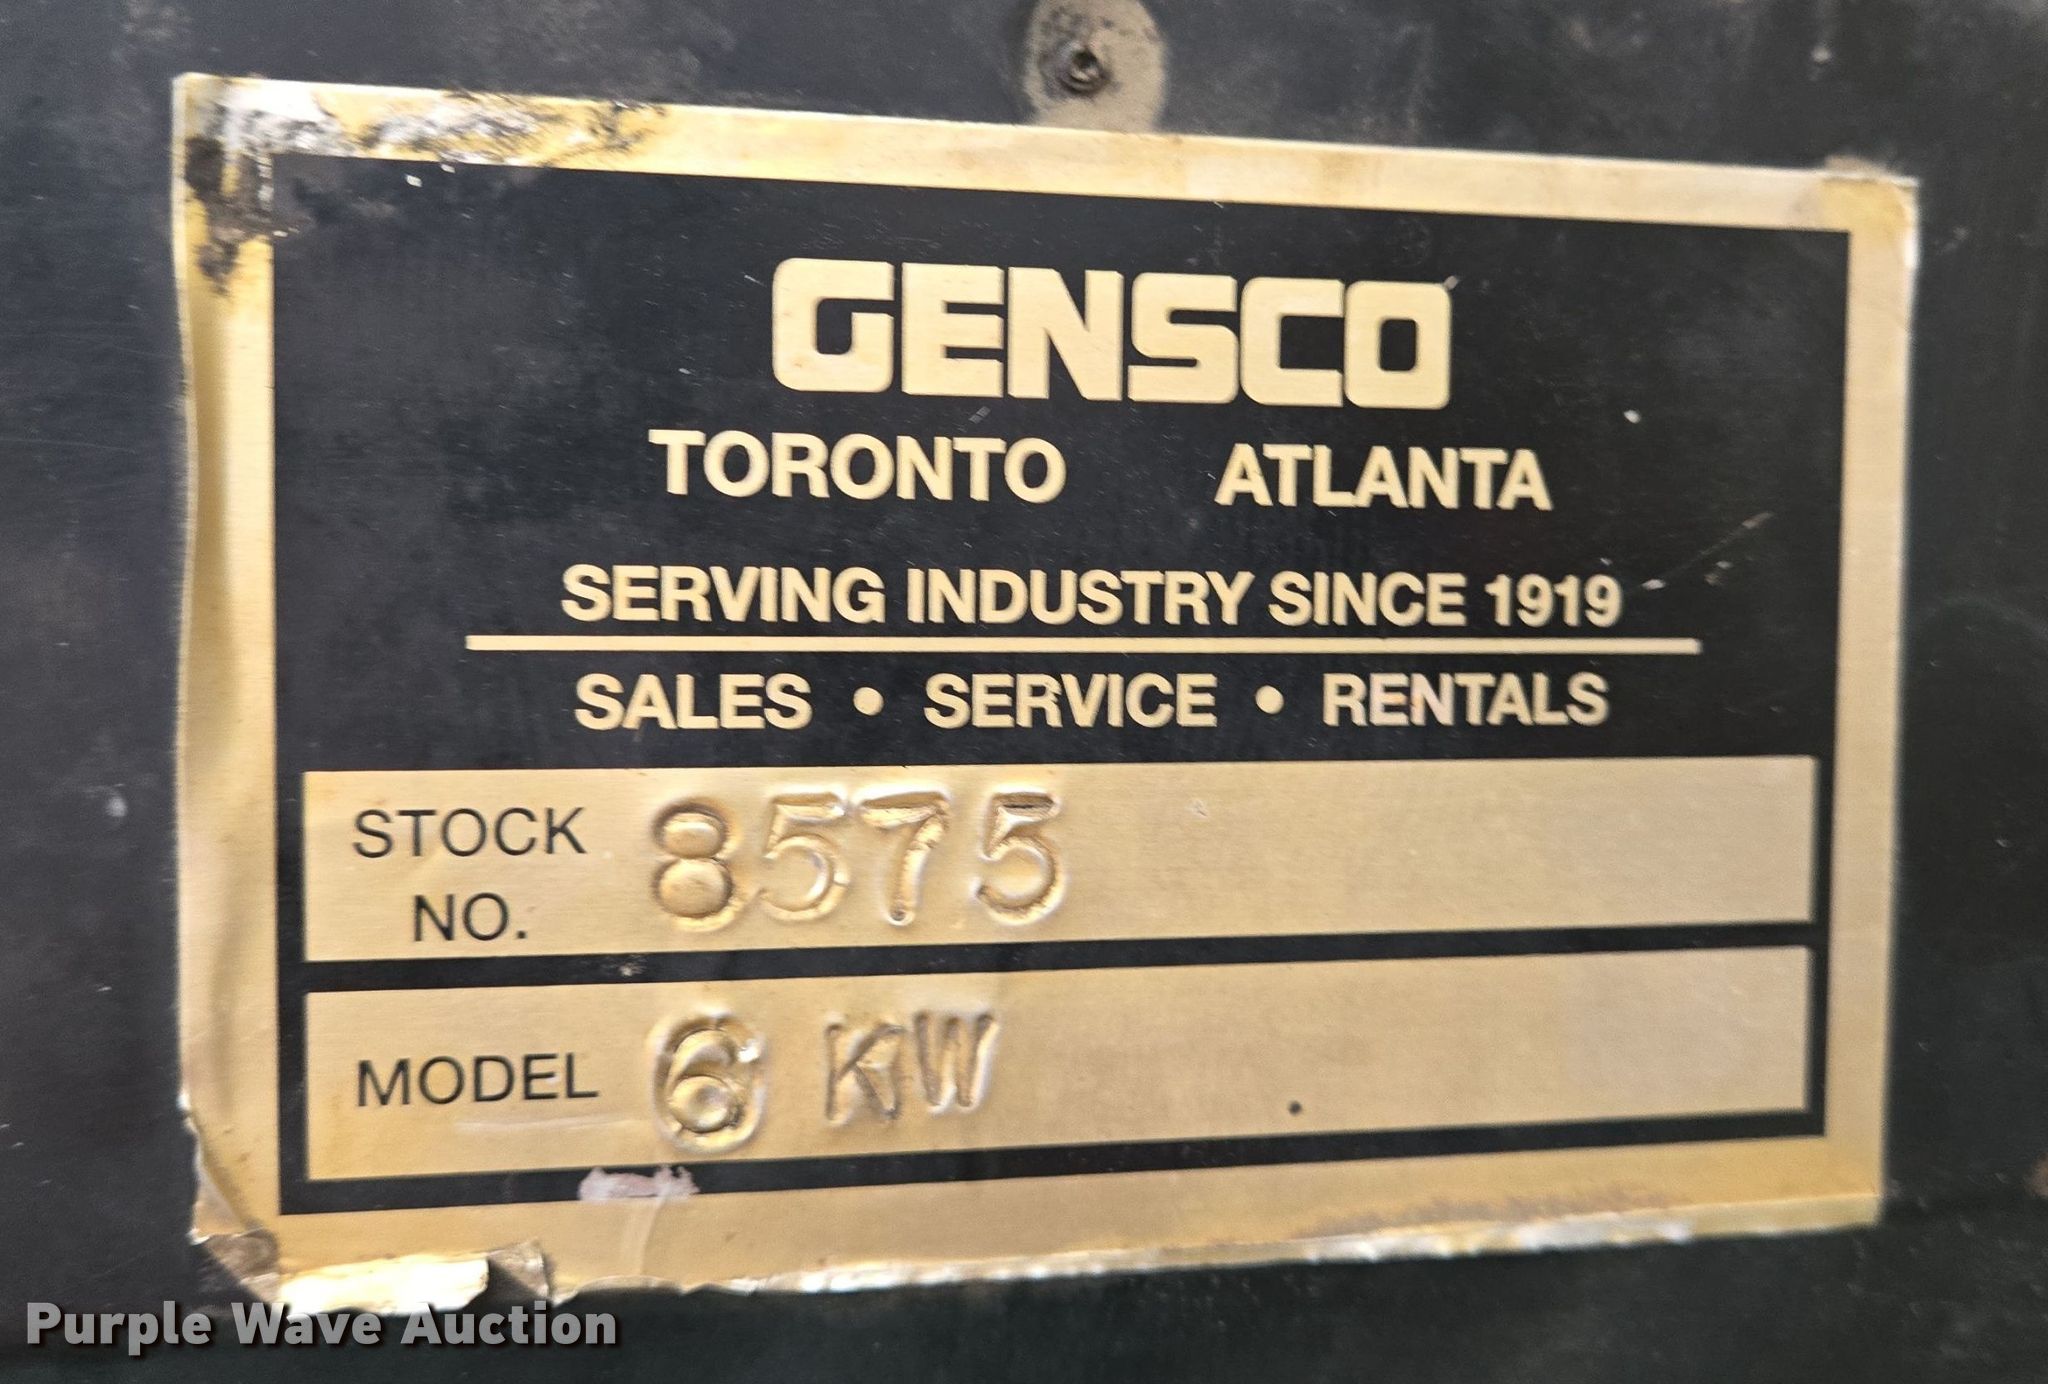 GENSCO
TORONTO ATLANTA
SERVING INDUSTRY SINCE 1919
SALES • SERVICE • RENTALS
STOCK NO. 8575
MODEL 6 KW
Purple Wave Auction